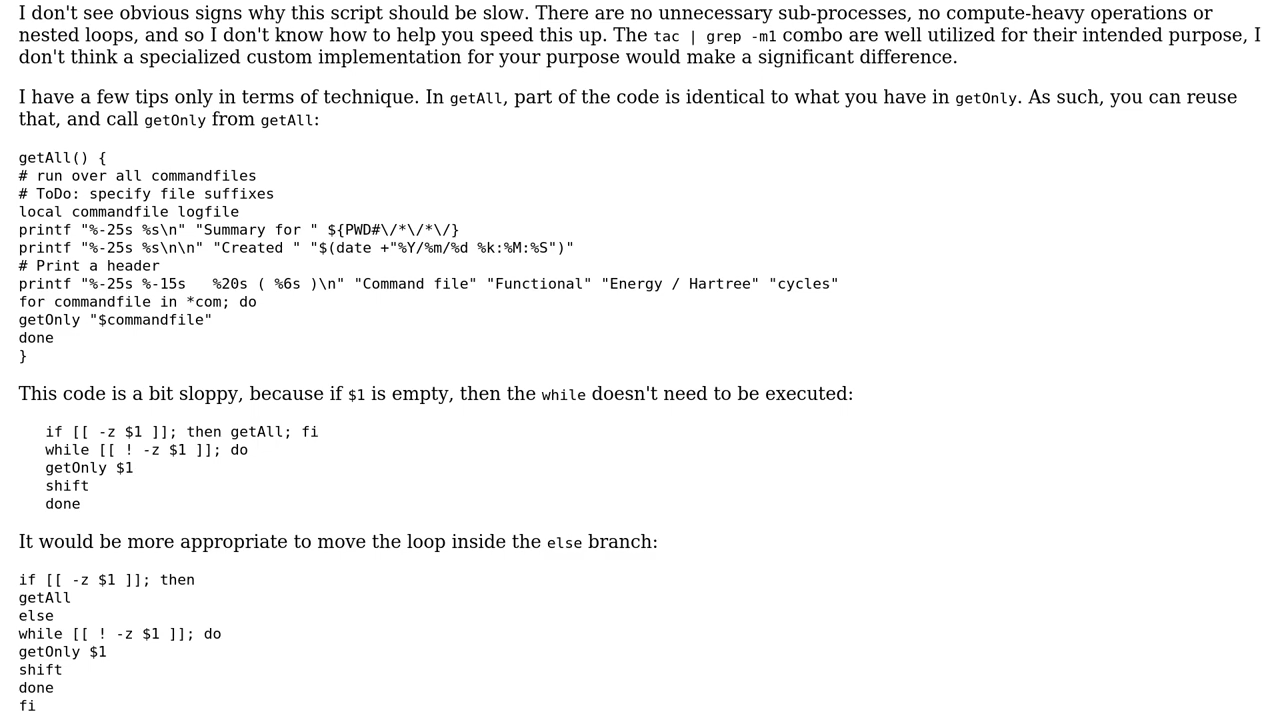 I don't see obvious signs why this script should be slow. There are no unnecessary sub-processes, no compute-heavy operations or
nested loops, and so I don't know how to help you speed this up. The tac | grep -m1 combo are well utilized for their intended purpose, I
don't think a specialized custom implementation for your purpose would make a significant difference.
I have a few tips only in terms of technique. In getAll, part of the code is identical to what you have in getOnly. As such, you can reuse
that, and call getOnly from getAll:
getAll() {
# run over all commandfiles
# ToDo: specify file suffixes
local commandfile logfile
printf "%-25s %s\n" "Summary for " ${PWD#\/*\/*\/}
printf "%-25s %s\n\n" "Created " "$(date +"%Y/%m/%d %k:%M:%S")"
# Print a header
printf "%-25s %-15s   %20s ( %6s )\n" "Command file" "Functional" "Energy / Hartree" "cycles"
for commandfile in *com; do
getOnly "$commandfile"
done
}
This code is a bit sloppy, because if $1 is empty, then the while doesn't need to be executed:
if [[ -z $1 ]]; then getAll; fi
while [[ ! -z $1 ]]; do
getOnly $1
shift
done
It would be more appropriate to move the loop inside the else branch:
if [[ -z $1 ]]; then
getAll
else
while [[ ! -z $1 ]]; do
getOnly $1
shift
done
fi